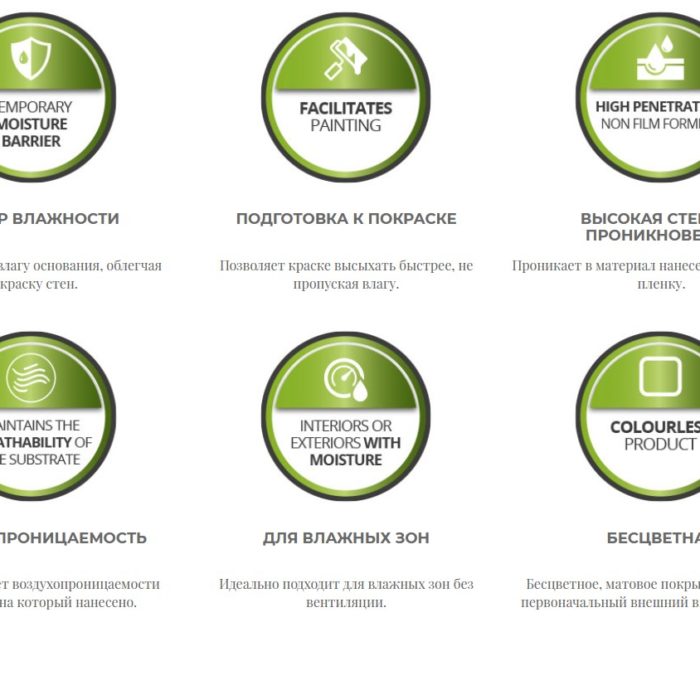 EMPORARY
MOISTURE
BARRIER
FACILITATES
PAINTING
HIGH PENETRAT
NON FILM FORM
Р ВЛАЖНОСТИ
ПОДГОТОВКА К ПОКРАСКЕ
ВЫСОКАЯ СТЕ
ПРОНИКНОВЕ
влагу основания, облегчая
краску стен.
Позволяет краске высыхать быстрее, не
пропуская влагу.
Проникает в материал нанесе
пленку.
AINTAINS THE
ATHABILITY OF
E SUBSTRATE
INTERIORS OR
EXTERIORS WITH
MOISTURE
COLOURLES
PRODUCT
ПРОНИЦАЕМОСТЬ
ДЛЯ ВЛАЖНЫХ ЗОН
БЕСЦВЕТНА
ет воздухопроницаемости
на который нанесено.
Идеально подходит для влажных зон без
вентиляции.
Бесцветное, матовое покры
первоначальный внешний в